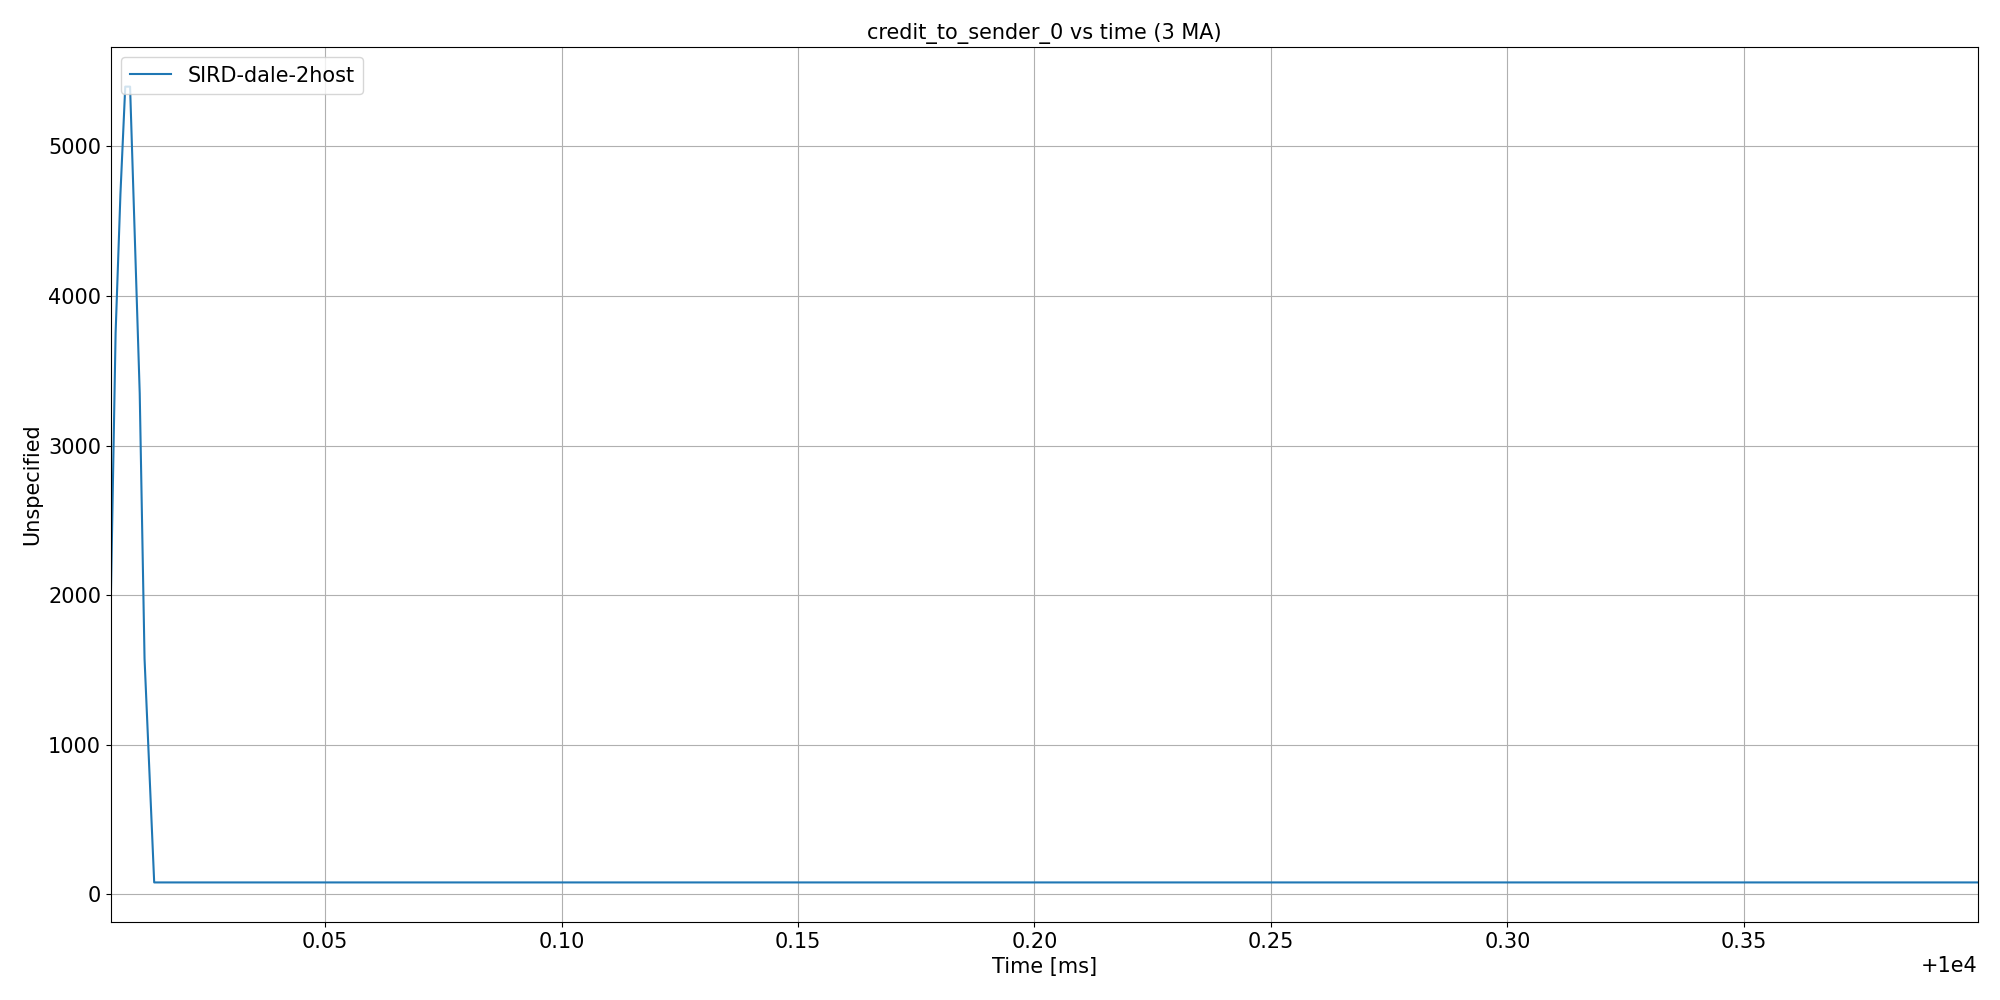 credit_to_sender_0 vs time (3 MA)
SIRD-dale-2host
5000
4000
3000
2000
1000
0
Unspecified
0.05 0.10 0.15 0.20 0.25 0.30 0.35
Time [ms]
+1e4